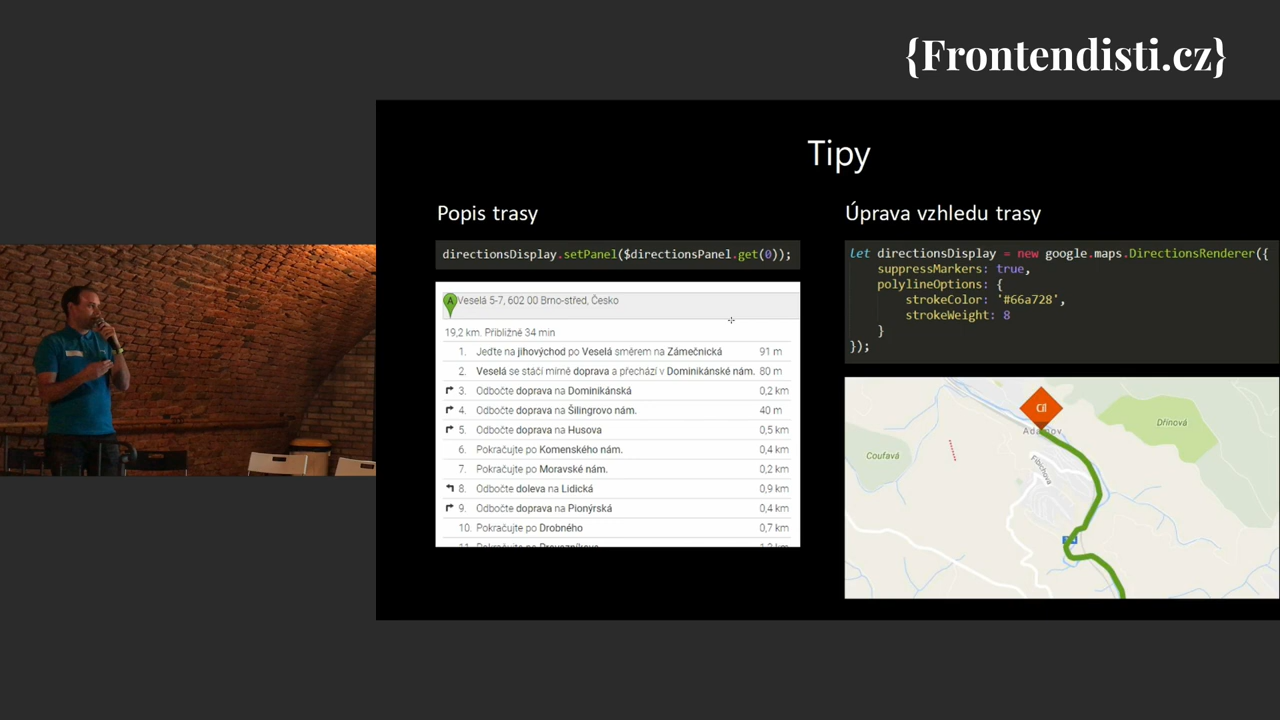 {Frontendisti.cz}
Tipy
Popis trasy
directionsDisplay.setPanel($directionsPanel.get(0));
A
Veselá 5-7, 602 00 Brno-střed, Česko
19,2 km. Přibližně 34 min
1. Jeďte na jihovýchod po Veselá směrem na Zámečnická 91 m
2. Veselá se stáčí mírně doprava a přechází v Dominikánské nám. 80 m
3. Odbočte doprava na Dominikánská 0,2 km
4. Odbočte doprava na Šilingrovo nám. 40 m
5. Odbočte doprava na Husova 0,5 km
6. Pokračujte po Komenského nám. 0,4 km
7. Pokračujte po Moravské nám. 0,2 km
8. Odbočte doleva na Lidická 0,9 km
9. Odbočte doprava na Pionýrská 0,4 km
10. Pokračujte po Drobného 0,7 km
Úprava vzhledu trasy
let directionsDisplay = new google.maps.DirectionsRenderer({
suppressMarkers: true,
polylineOptions: {
strokeColor: '#66a728',
strokeWeight: 8
}
});
Cíl
Adamov
Dřínová
Coufavá
Fibichova